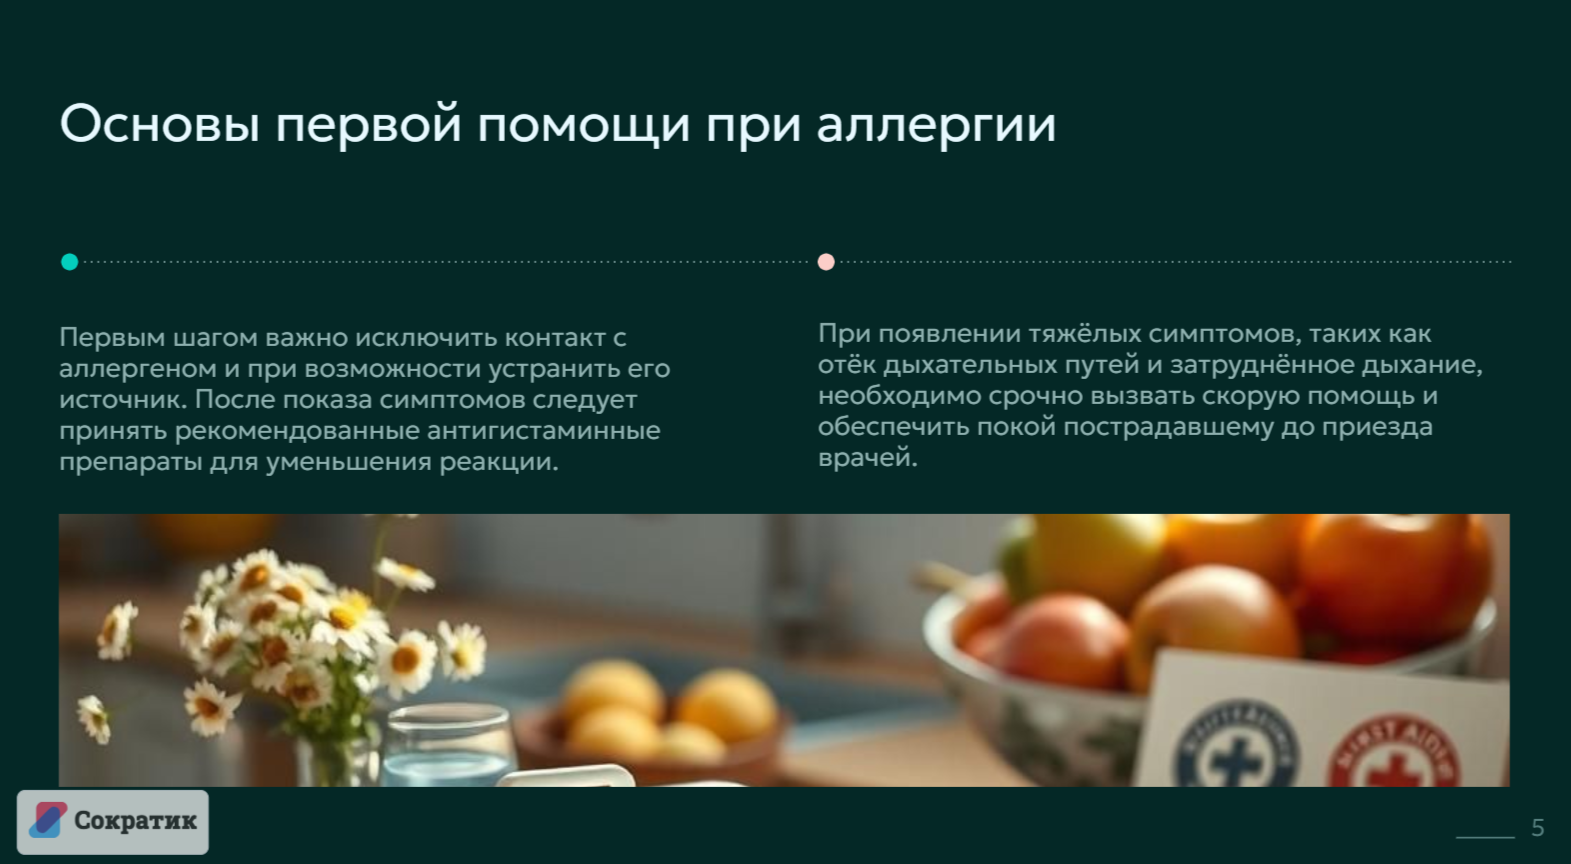 Основы первой помощи при аллергии
Первым шагом важно исключить контакт с
аллергеном и при возможности устранить его
источник. После показа симптомов следует
принять рекомендованные антигистаминные
препараты для уменьшения реакции.
При появлении тяжёлых симптомов, таких как
отёк дыхательных путей и затруднённое дыхание,
необходимо срочно вызвать скорую помощь и
обеспечить покой пострадавшему до приезда
врачей.
Сократик
5